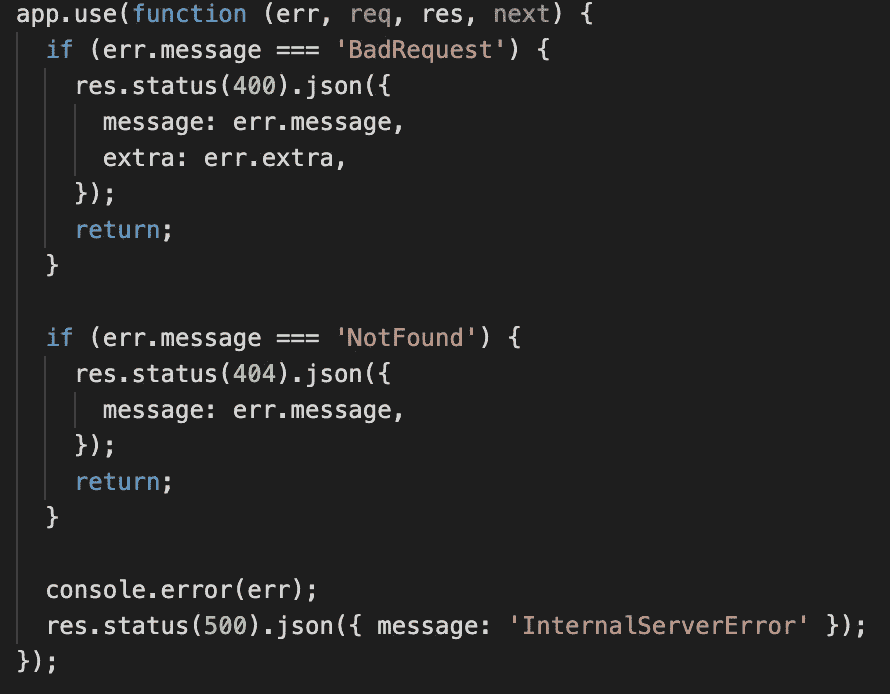 app.use(function (err, req, res, next) {
  if (err.message === 'BadRequest') {
    res.status(400).json({
      message: err.message,
      extra: err.extra,
    });
    return;
  }

  if (err.message === 'NotFound') {
    res.status(404).json({
      message: err.message,
    });
    return;
  }

  console.error(err);
  res.status(500).json({ message: 'InternalServerError' });
});